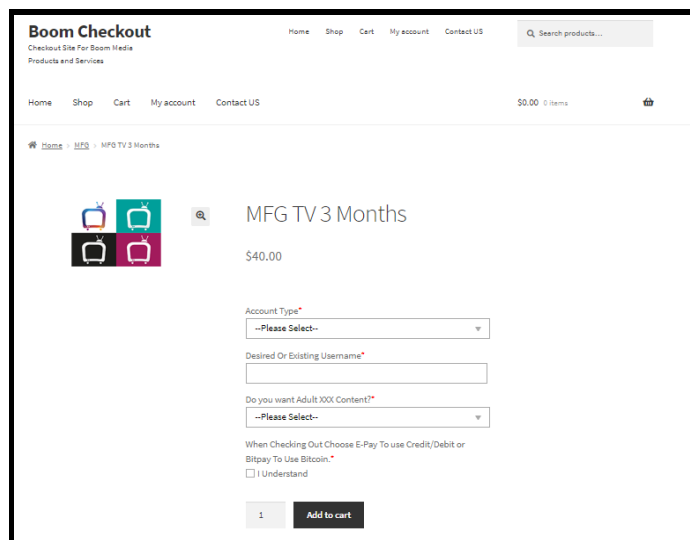 Boom Checkout
Checkout Site For Boom Media
Products and Services
Home Shop Cart My account Contact US
Search products...
Home Shop Cart My account Contact US
$0.00 0 items
Home › MFG › MFG TV 3 Months
MFG TV 3 Months
$40.00
Account Type*
--Please Select--
Desired Or Existing Username*
Do you want Adult XXX Content?*
--Please Select--
When Checking Out Choose E-Pay To use Credit/Debit or
Bitpay To Use Bitcoin.*
I Understand
1 Add to cart